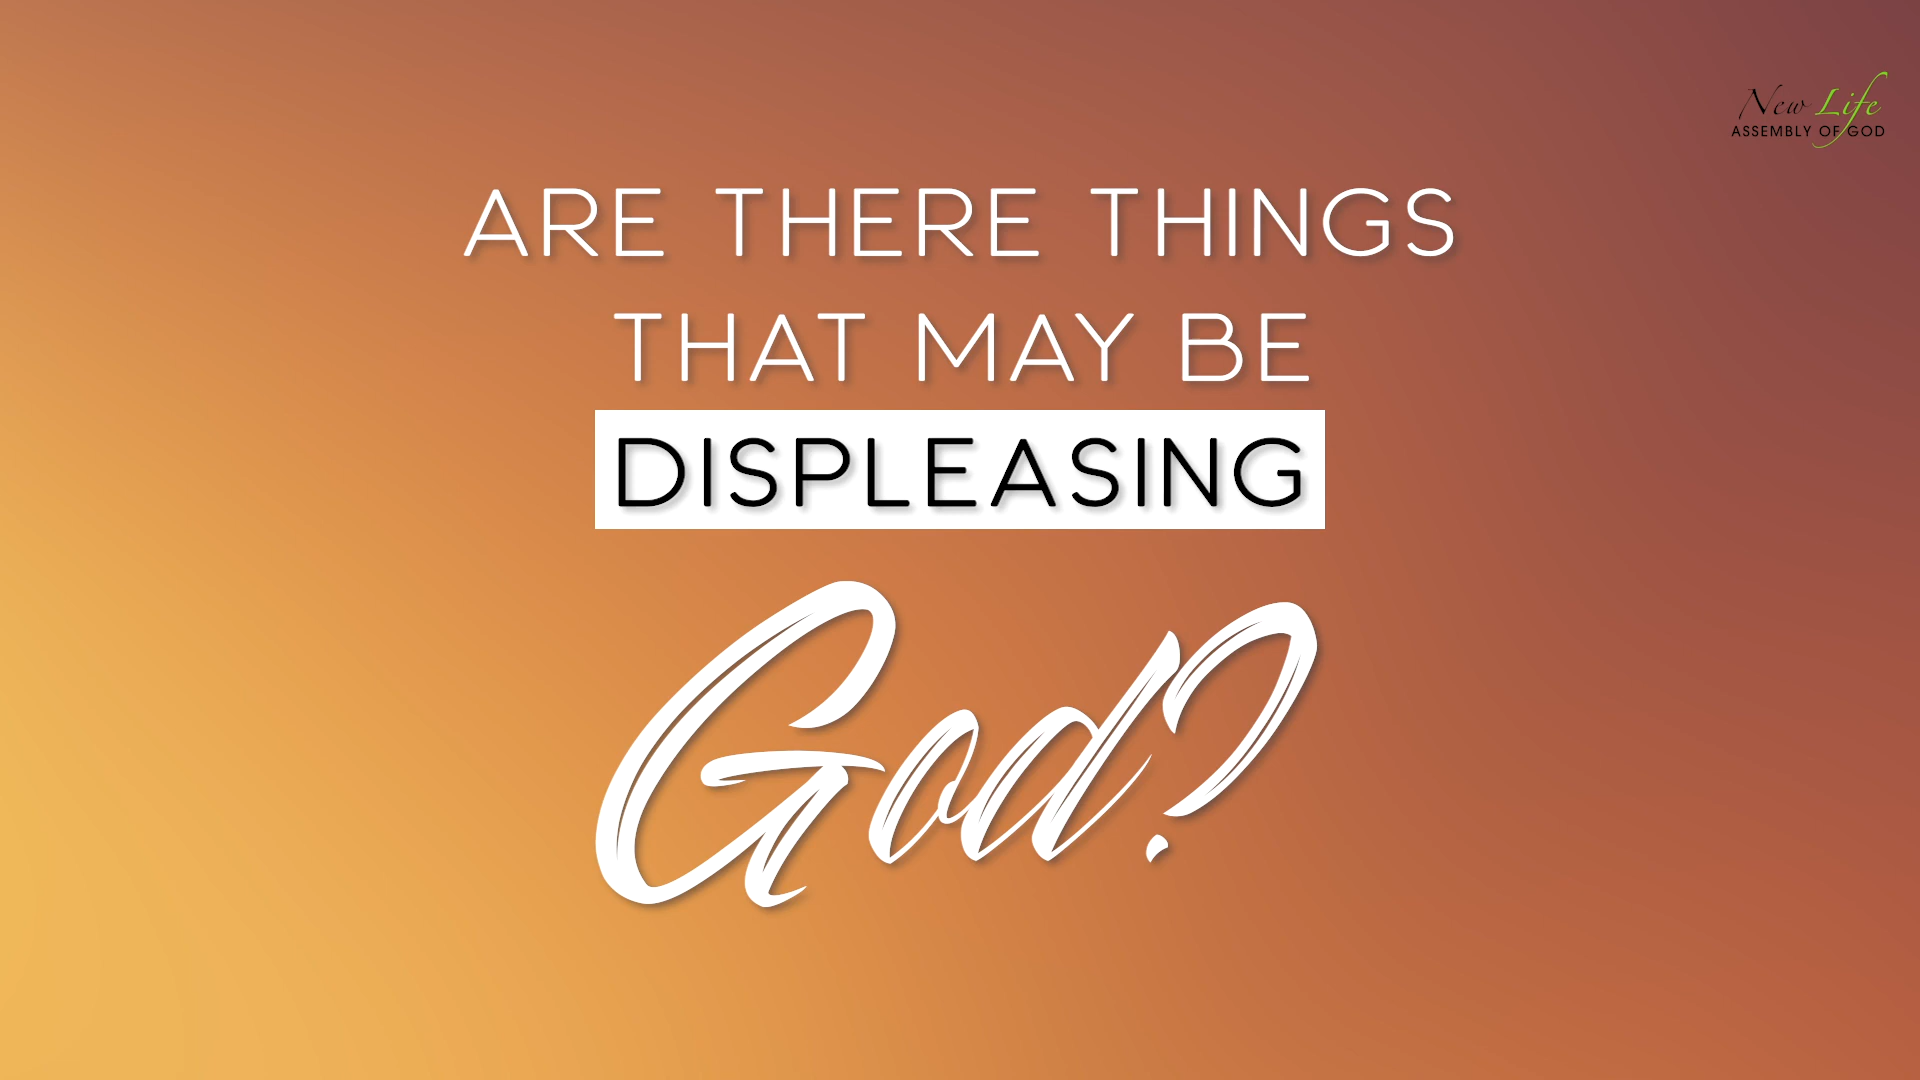 New Life
ASSEMBLY OF GOD
ARE THERE THINGS
THAT MAY BE
DISPLEASING
God?